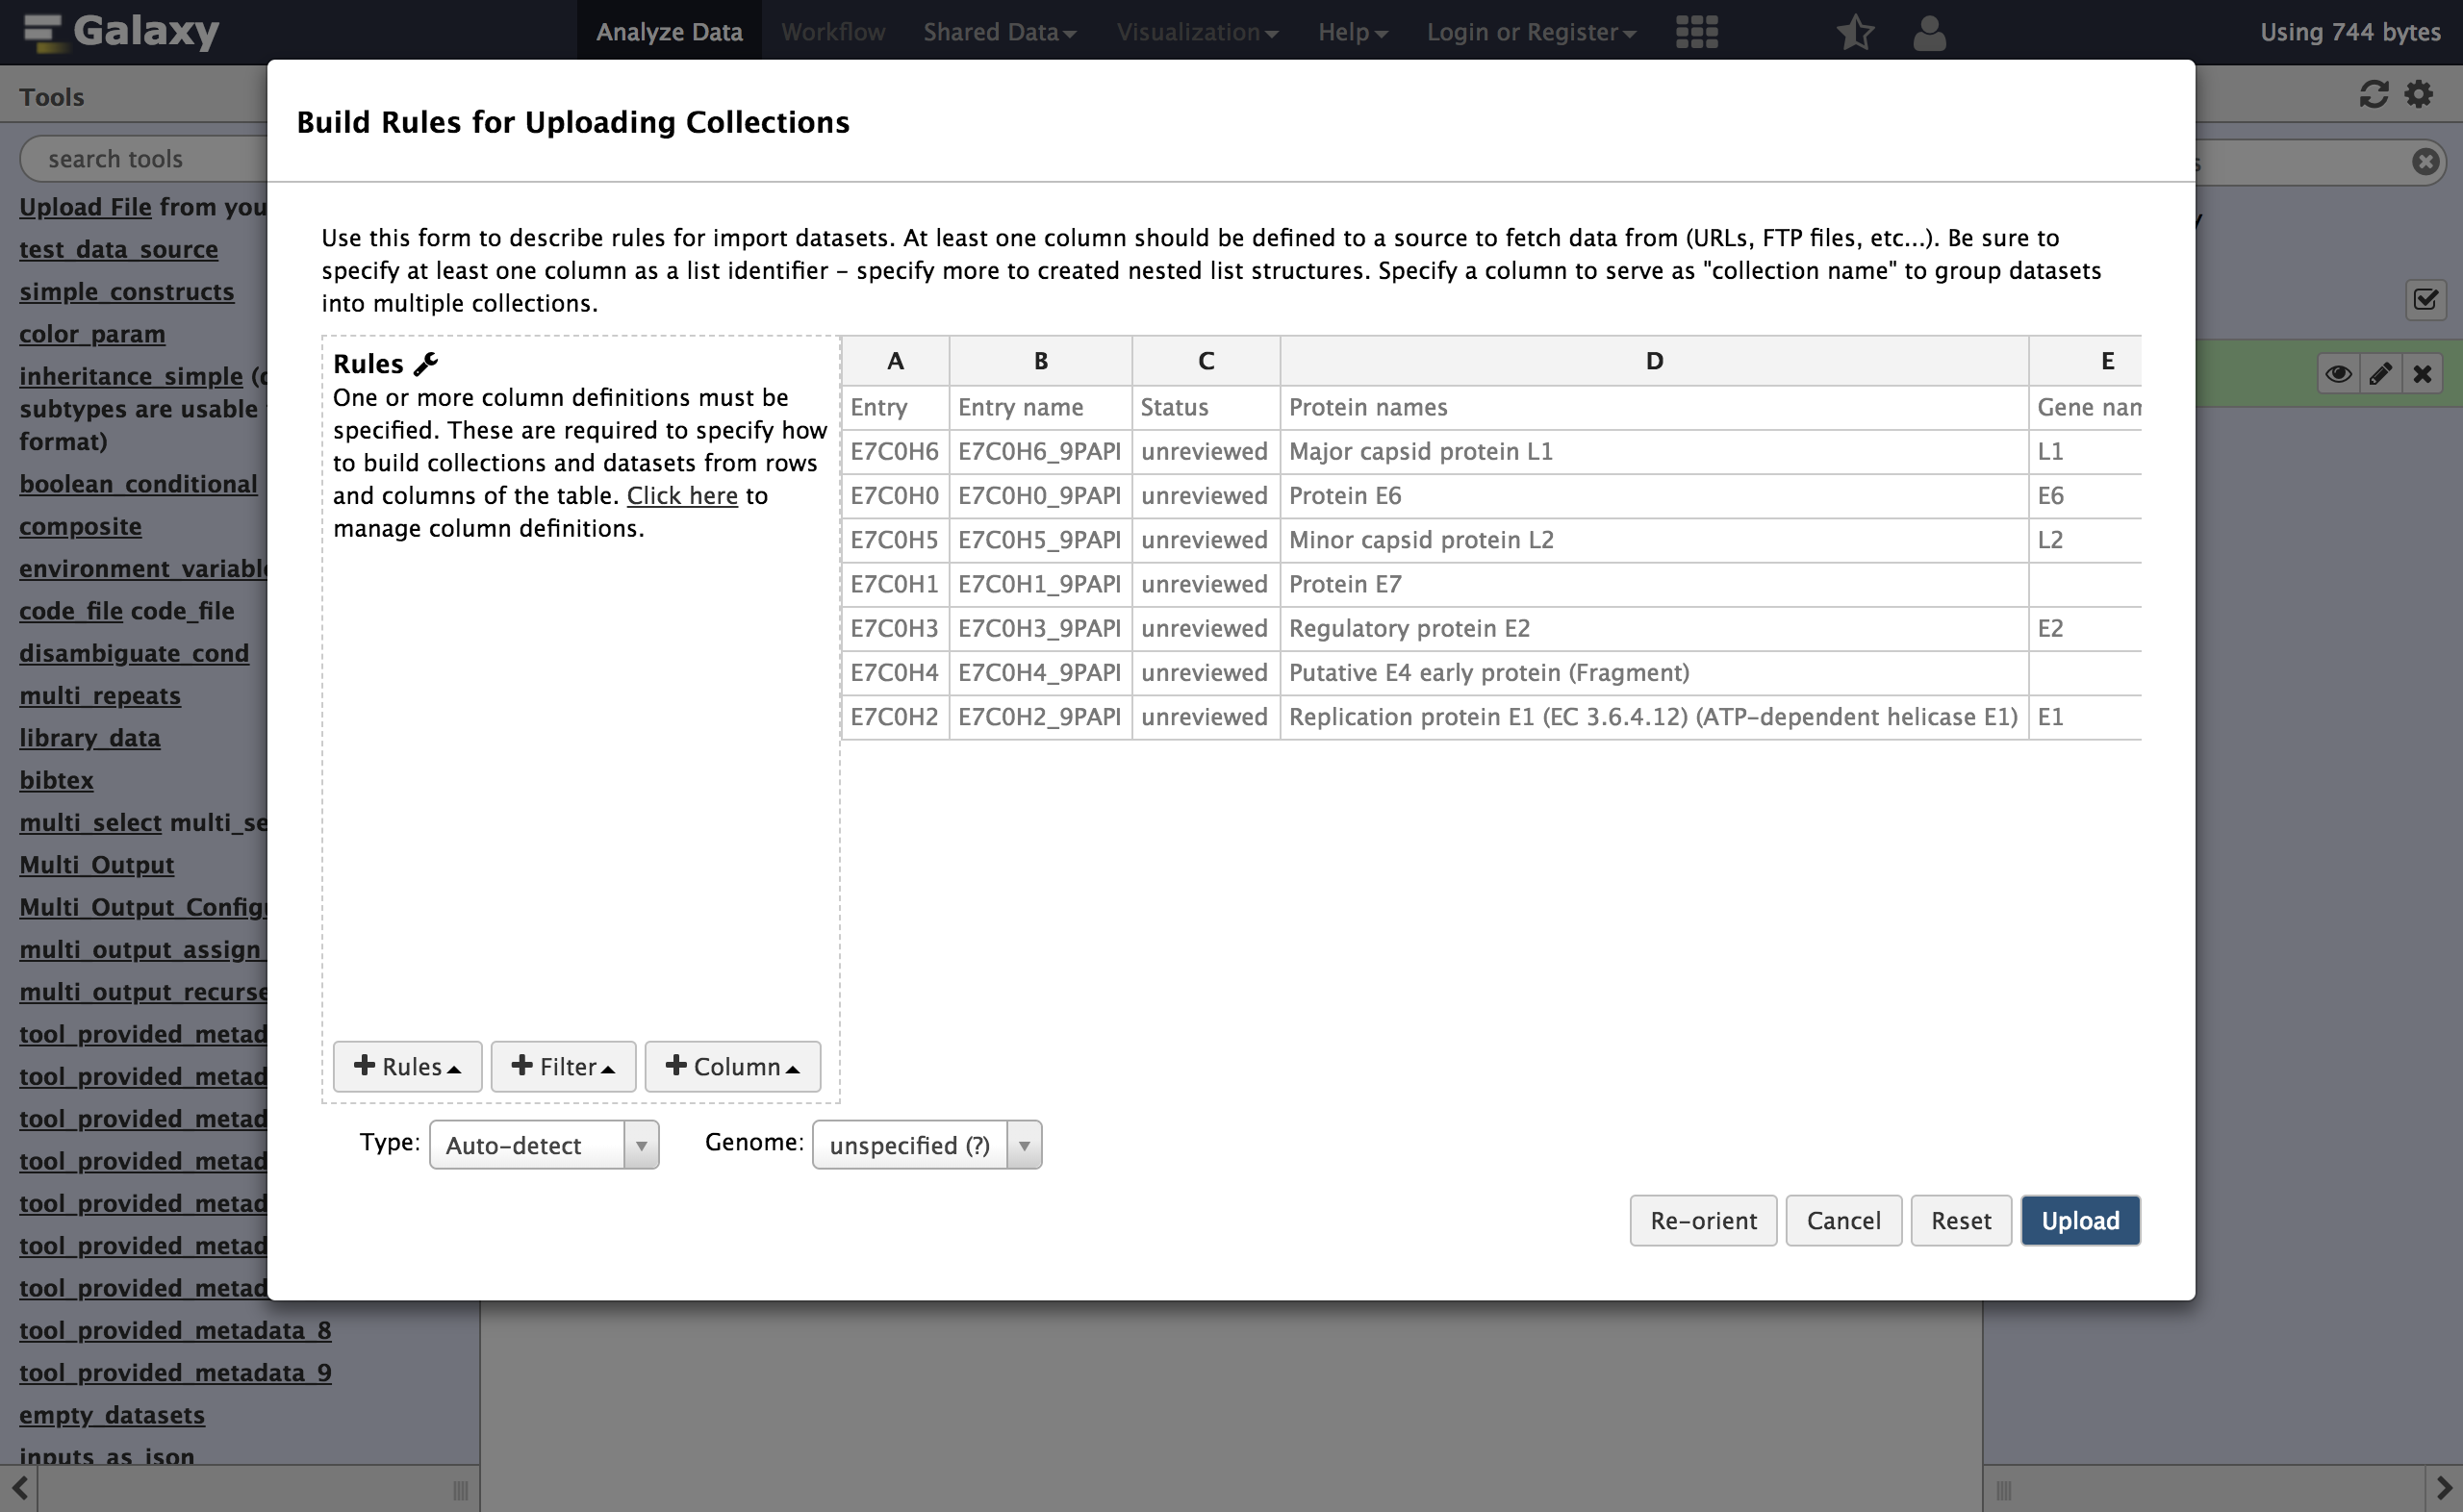 Galaxy
Analyze Data Workflow Shared Data Visualization Help Login or Register Using 744 bytes
Tools
search tools
Upload File from you
test_data_source
simple_constructs
color_param
inheritance_simple
subtypes are usable
format)
boolean_conditional
composite
environment_variable
code_file code_file
disambiguate_cond
multi_repeats
library_data
bibtex
multi_select multi_se
Multi_Output
Multi_Output_Config
multi_output_assign_
multi_output_recurse
tool_provided_metad
tool_provided_metad
tool_provided_metad
tool_provided_metad
tool_provided_metad
tool_provided_metad
tool_provided_metad
tool_provided_metadata_8
tool_provided_metadata_9
empty_datasets
inputs_as_json
Build Rules for Uploading Collections
Use this form to describe rules for import datasets. At least one column should be defined to a source to fetch data from (URLs, FTP files, etc...). Be sure to
specify at least one column as a list identifier - specify more to created nested list structures. Specify a column to serve as "collection name" to group datasets
into multiple collections.
Rules
One or more column definitions must be
specified. These are required to specify how
to build collections and datasets from rows
and columns of the table. Click here to
manage column definitions.
A B C D E
Entry Entry name Status Protein names Gene nam
E7C0H6 E7C0H6_9PAPI unreviewed Major capsid protein L1 L1
E7C0H0 E7C0H0_9PAPI unreviewed Protein E6 E6
E7C0H5 E7C0H5_9PAPI unreviewed Minor capsid protein L2 L2
E7C0H1 E7C0H1_9PAPI unreviewed Protein E7
E7C0H3 E7C0H3_9PAPI unreviewed Regulatory protein E2 E2
E7C0H4 E7C0H4_9PAPI unreviewed Putative E4 early protein (Fragment)
E7C0H2 E7C0H2_9PAPI unreviewed Replication protein E1 (EC 3.6.4.12) (ATP-dependent helicase E1) E1
Rules Filter Column
Type: Auto-detect Genome: unspecified (?)
Re-orient Cancel Reset Upload